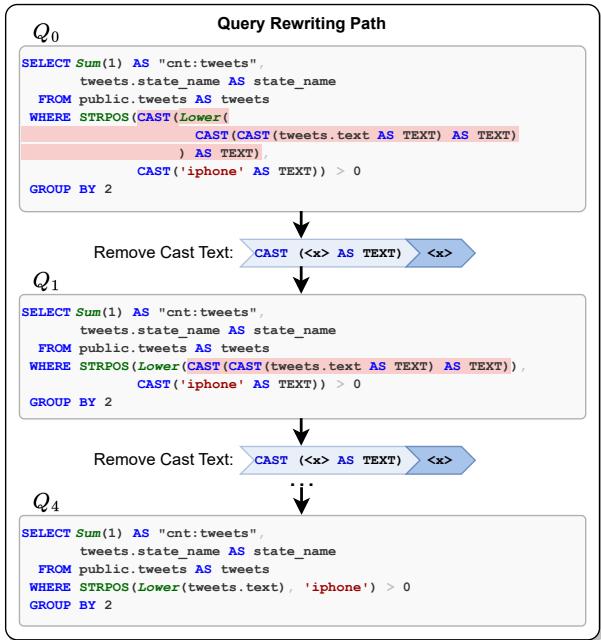 Query Rewriting Path
Q0
SELECT Sum(1) AS "cnt:tweets",
tweets.state_name AS state_name
FROM public.tweets AS tweets
WHERE STRPOS(CAST(Lower(
CAST(CAST(tweets.text AS TEXT) AS TEXT)
) AS TEXT),
CAST('iphone' AS TEXT)) > 0
GROUP BY 2
Remove Cast Text: CAST (<x> AS TEXT) <x>
Q1
SELECT Sum(1) AS "cnt:tweets",
tweets.state_name AS state_name
FROM public.tweets AS tweets
WHERE STRPOS(Lower(CAST(CAST(tweets.text AS TEXT) AS TEXT)),
CAST('iphone' AS TEXT)) > 0
GROUP BY 2
Remove Cast Text: CAST (<x> AS TEXT) <x>
...
Q4
SELECT Sum(1) AS "cnt:tweets",
tweets.state_name AS state_name
FROM public.tweets AS tweets
WHERE STRPOS(Lower(tweets.text), 'iphone') > 0
GROUP BY 2